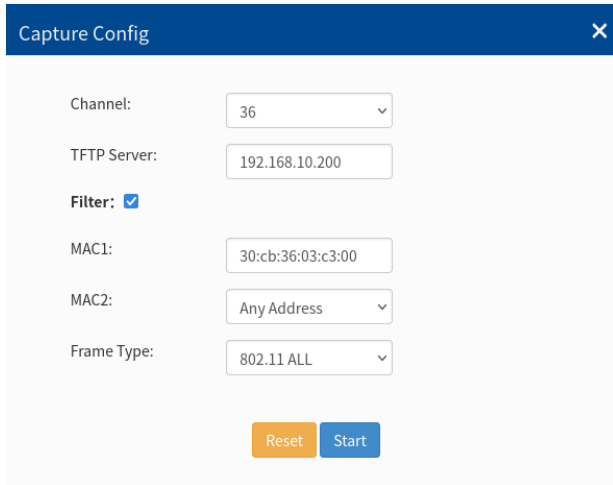 Capture Config ×
Channel: 36
TFTP Server: 192.168.10.200
Filter:
MAC1: 30:cb:36:03:c3:00
MAC2: Any Address
Frame Type: 802.11 ALL
Reset Start